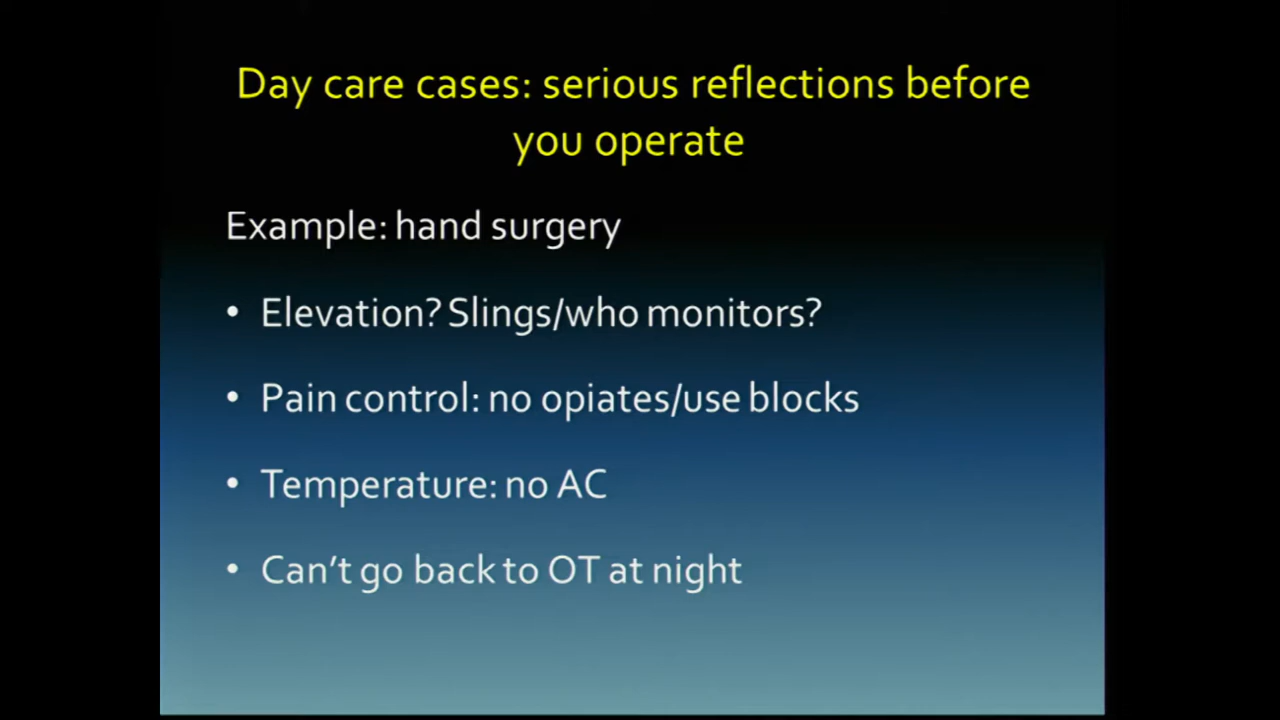 Day care cases: serious reflections before
you operate
Example: hand surgery
• Elevation? Slings/who monitors?
• Pain control: no opiates/use blocks
• Temperature: no AC
• Can’t go back to OT at night